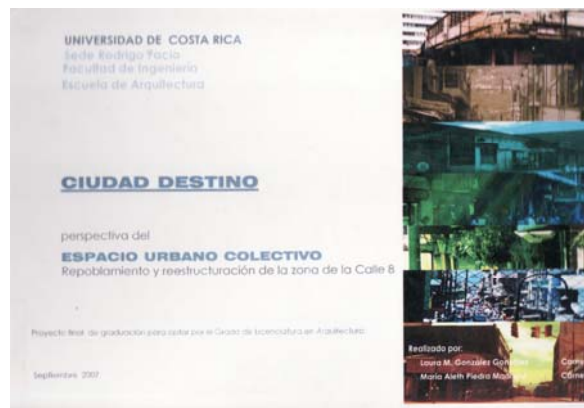 UNIVERSIDAD DE COSTA RICA
Sede Rodrigo Facio
Facultad de Ingeniería
Escuela de Arquitectura
CIUDAD DESTINO
perspectiva del
ESPACIO URBANO COLECTIVO
Repoblamiento y reestructuración de la zona de la Calle 8
Proyecto final de graduación para optar por el Grado de Licenciatura en Arquitectura.
Septiembre 2007
Realizado por:
Laura M. González
María Aleth Piedra